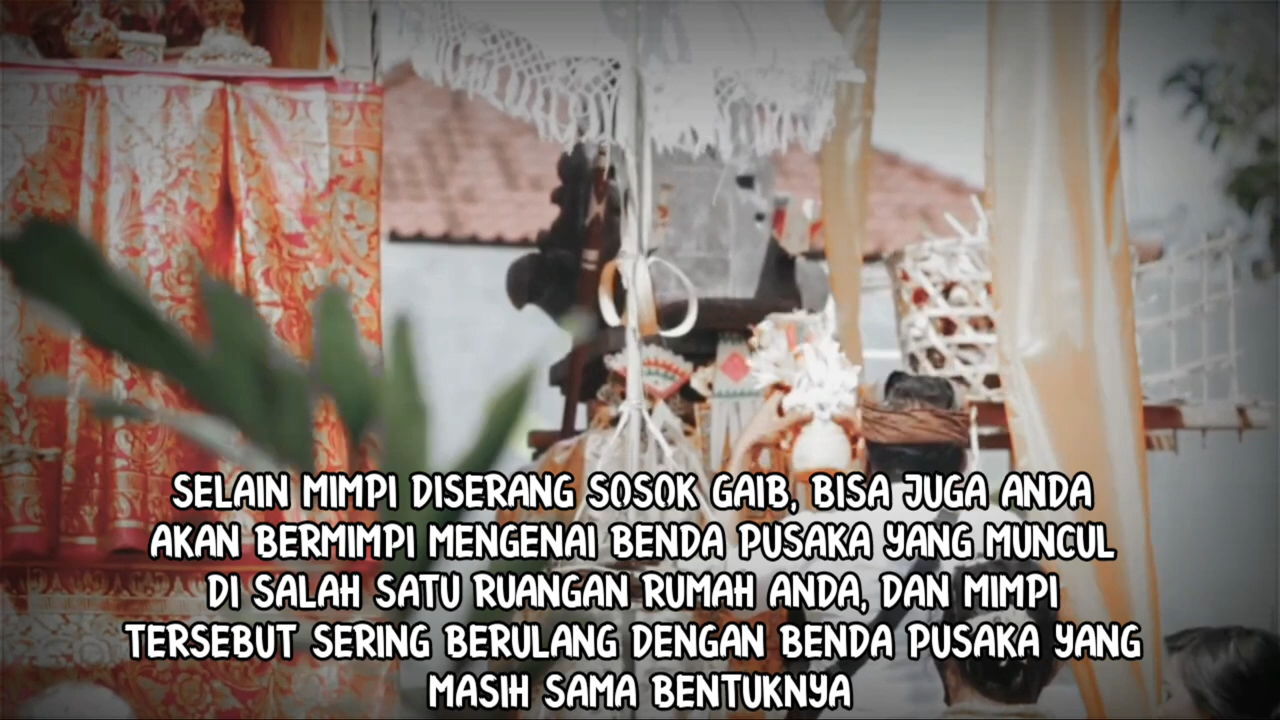 SELAIN MIMPI DISERANG SOSOK GAIB, BISA JUGA ANDA
AKAN BERMIMPI MENGENAI BENDA PUSAKA YANG MUNCUL
DI SALAH SATU RUANGAN RUMAH ANDA, DAN MIMPI
TERSEBUT SERING BERULANG DENGAN BENDA PUSAKA YANG
MASIH SAMA BENTUKNYA